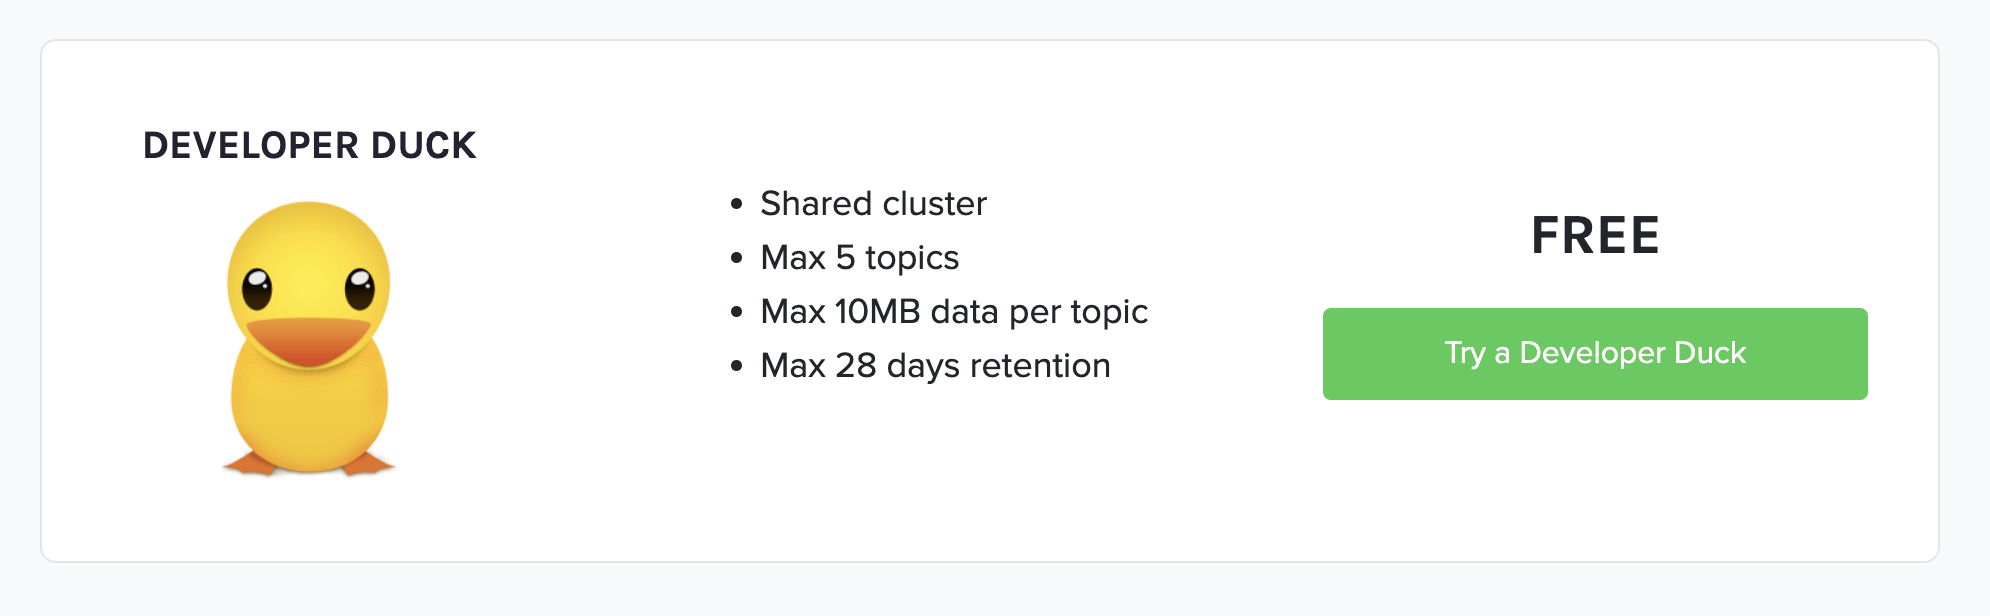 DEVELOPER DUCK
Shared cluster
Max 5 topics
Max 10MB data per topic
Max 28 days retention
FREE
Try a Developer Duck